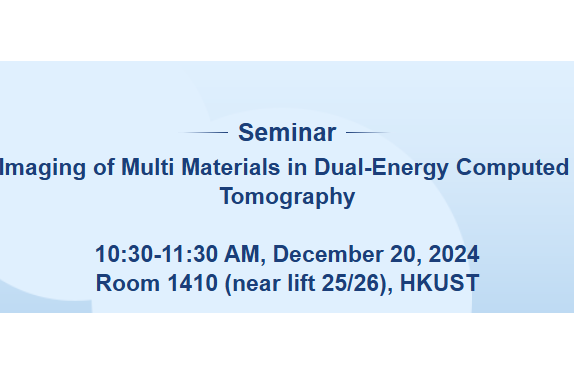 Seminar
Imaging of Multi Materials in Dual-Energy Computed
Tomography
10:30-11:30 AM, December 20, 2024
Room 1410 (near lift 25/26), HKUST